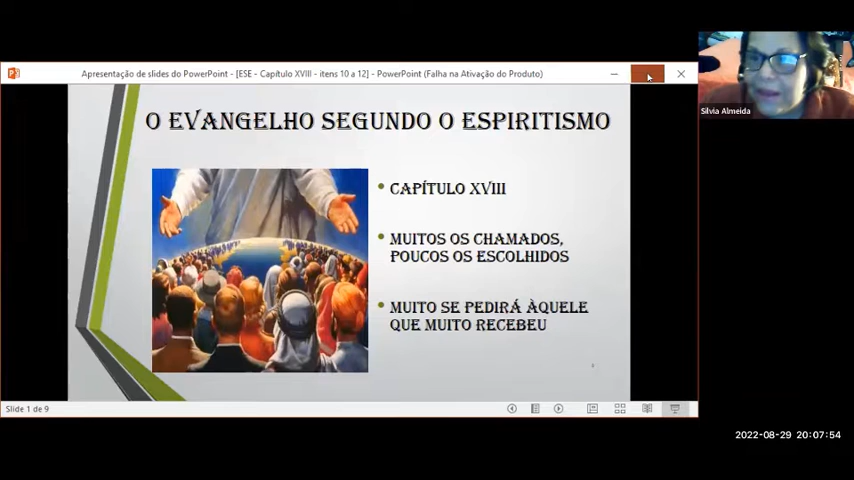 Apresentação de slides do PowerPoint - [ESE - Capítulo XVIII - itens 10 a 12] - PowerPoint (Falha na Ativação do Produto)
Silvia Almeida
O EVANGELHO SEGUNDO O ESPIRITISMO
• CAPÍTULO XVIII
• MUITOS OS CHAMADOS,
POUCOS OS ESCOLHIDOS
• MUITO SE PEDIRÁ ÀQUELE
QUE MUITO RECEBEU
Slide 1 de 9
2022-08-29 20:07:54